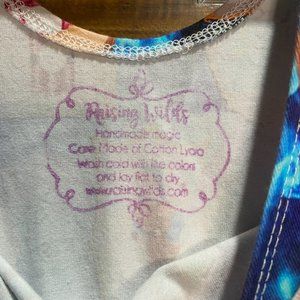 Raising Wilds
Handmade magic
Care Made of Cotton Lycra
Wash cold with like colors
and lay flat to dry
www.raisingwilds.com